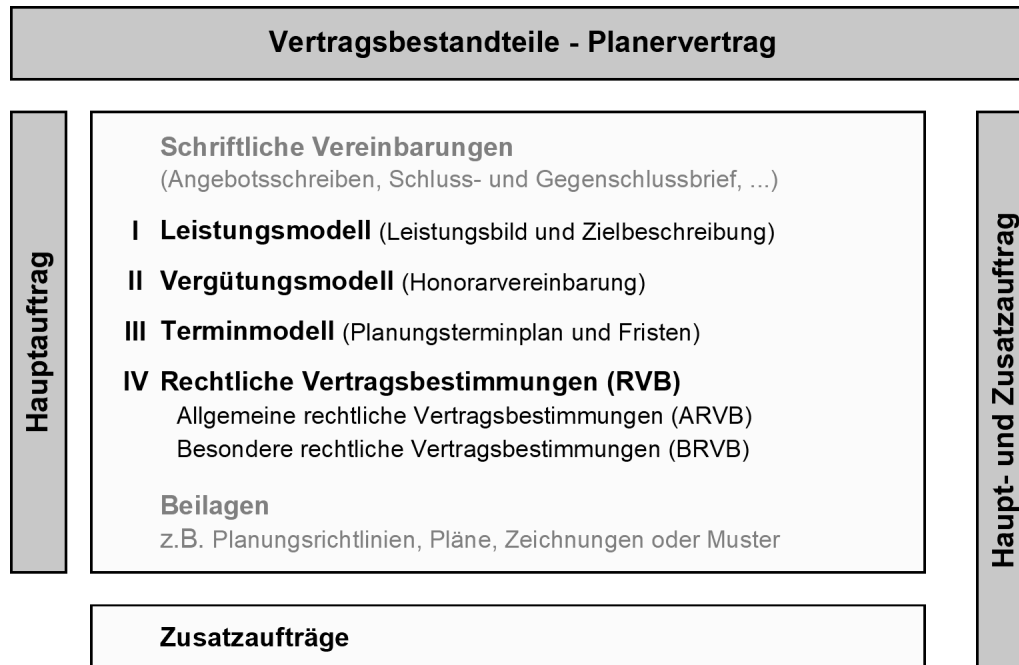 Vertragsbestandteile - Planervertrag
Hauptauftrag
Schriftliche Vereinbarungen
(Angebotsschreiben, Schluss- und Gegenschlussbrief, ...)
I Leistungsmodell (Leistungsbild und Zielbeschreibung)
II Vergütungsmodell (Honorarvereinbarung)
III Terminmodell (Planungsterminplan und Fristen)
IV Rechtliche Vertragsbestimmungen (RVB)
Allgemeine rechtliche Vertragsbestimmungen (ARVB)
Besondere rechtliche Vertragsbestimmungen (BRVB)
Beilagen
z.B. Planungsrichtlinien, Pläne, Zeichnungen oder Muster
Zusatzaufträge
Haupt- und Zusatzauftrag